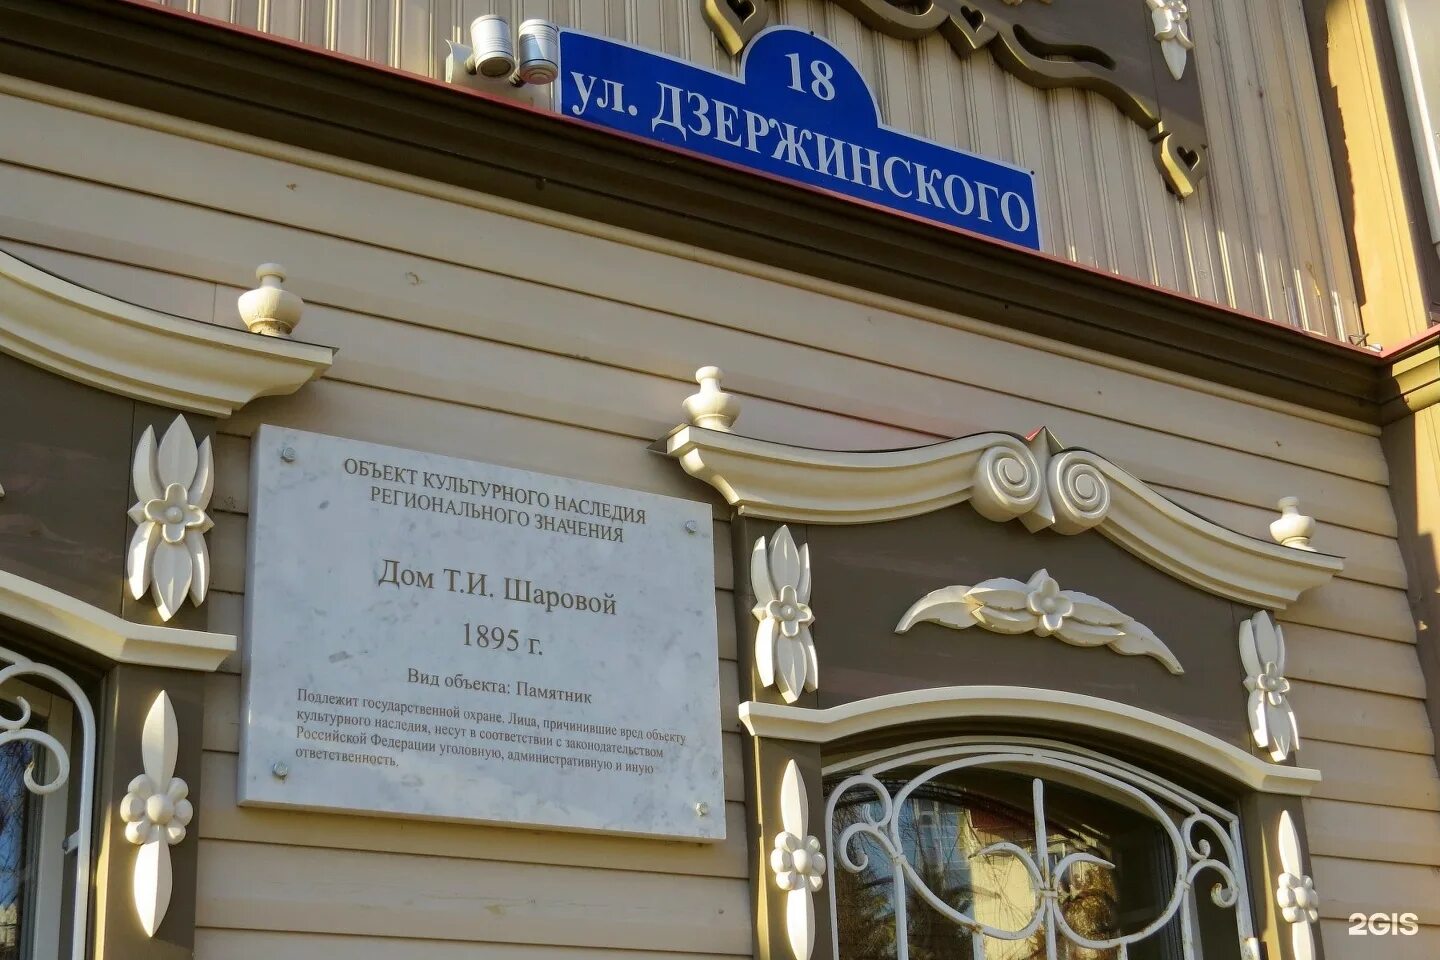 18
ул. ДЗЕРЖИНСКОГО
ОБЪЕКТ КУЛЬТУРНОГО НАСЛЕДИЯ
РЕГИОНАЛЬНОГО ЗНАЧЕНИЯ
Дом Т.И. Шаровой
1895 г.
Вид объекта: Памятник
Подлежит государственной охране. Лица, причинившие вред объекту
культурного наследия, несут в соответствии с законодательством
Российской Федерации уголовную, административную и иную
ответственность.
2GIS